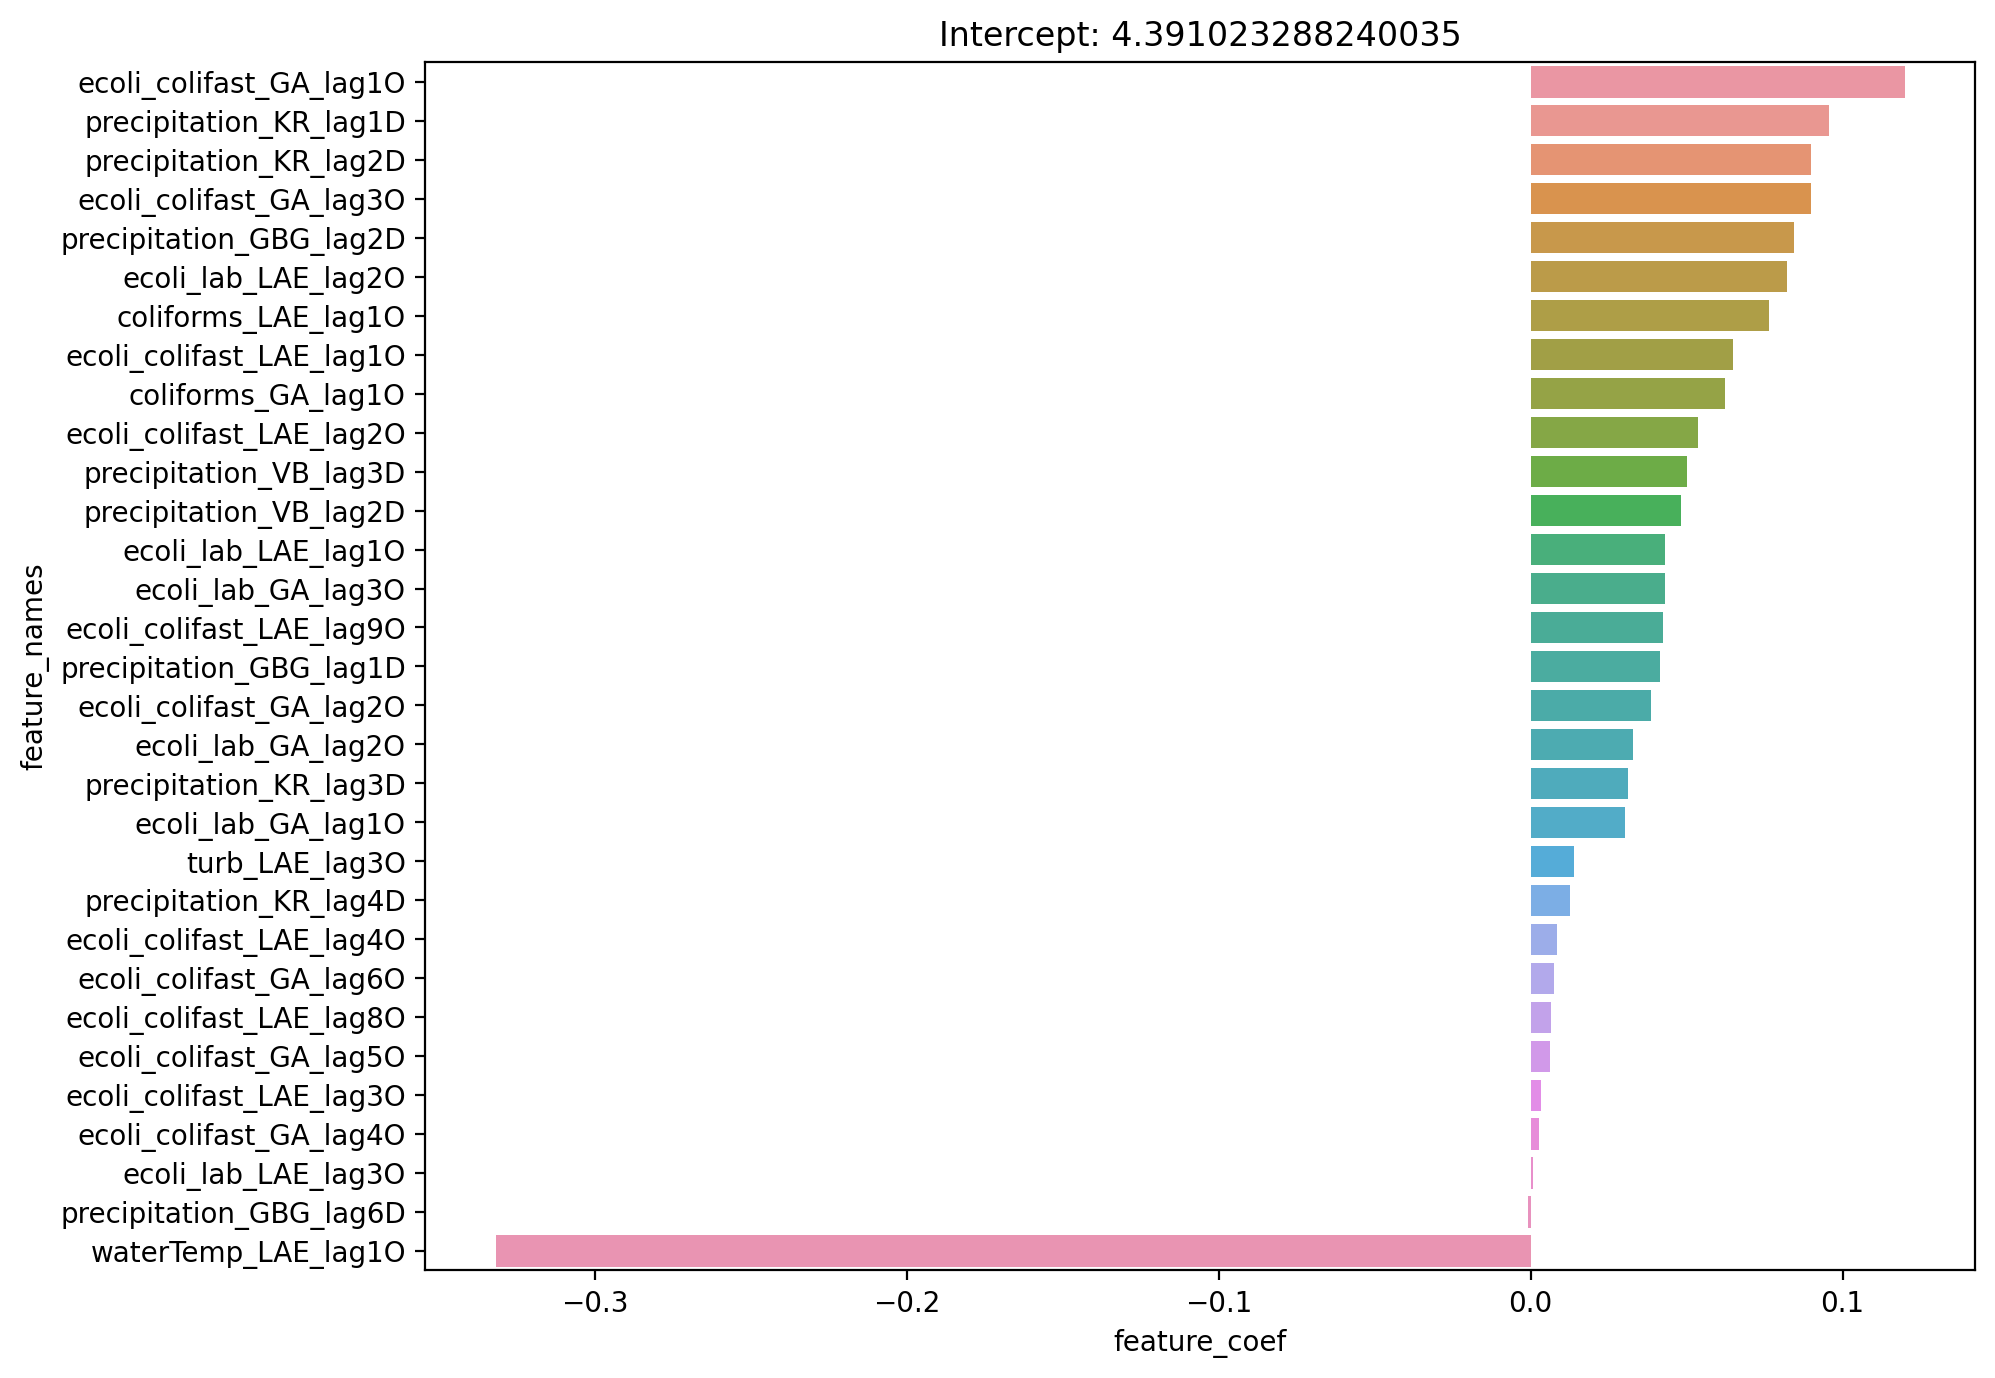 Intercept: 4.391023288240035
ecoli_colifast_GA_lag1O
precipitation_KR_lag1D
precipitation_KR_lag2D
ecoli_colifast_GA_lag3O
precipitation_GBG_lag2D
ecoli_lab_LAE_lag2O
coliforms_LAE_lag1O
ecoli_colifast_LAE_lag1O
coliforms_GA_lag1O
ecoli_colifast_LAE_lag2O
precipitation_VB_lag3D
precipitation_VB_lag2D
ecoli_lab_LAE_lag1O
ecoli_lab_GA_lag3O
ecoli_colifast_LAE_lag9O
precipitation_GBG_lag1D
ecoli_colifast_GA_lag2O
ecoli_lab_GA_lag2O
precipitation_KR_lag3D
ecoli_lab_GA_lag1O
turb_LAE_lag3O
precipitation_KR_lag4D
ecoli_colifast_LAE_lag4O
ecoli_colifast_GA_lag6O
ecoli_colifast_LAE_lag8O
ecoli_colifast_GA_lag5O
ecoli_colifast_LAE_lag3O
ecoli_colifast_GA_lag4O
ecoli_lab_LAE_lag3O
precipitation_GBG_lag6D
waterTemp_LAE_lag1O
feature_names
−0.3 −0.2 −0.1 0.0 0.1
feature_coef